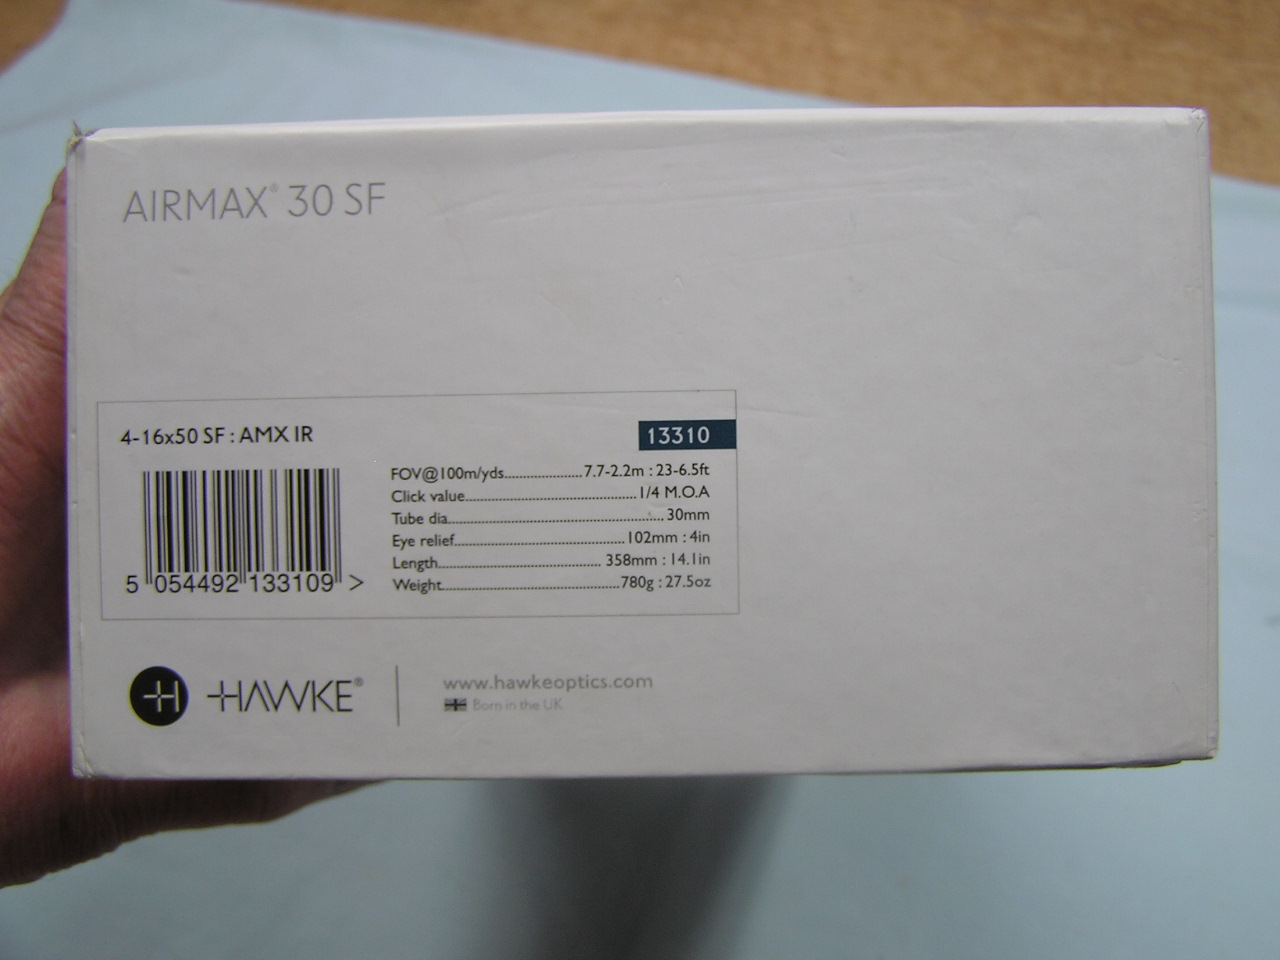 AIRMAX® 30 SF
4-16x50 SF : AMX IR
13310
FOV@100m/yds....................7.7-2.2m : 23-6.5ft
Click value.............................................1/4 M.O.A
Tube dia.......................................................30mm
Eye relief............................................102mm : 4in
Length.......................................... 358mm : 14.1in
Weight..............................................780g : 27.5oz
5 054492 133109 >
HAWKE®
www.hawkeoptics.com
Born in the UK